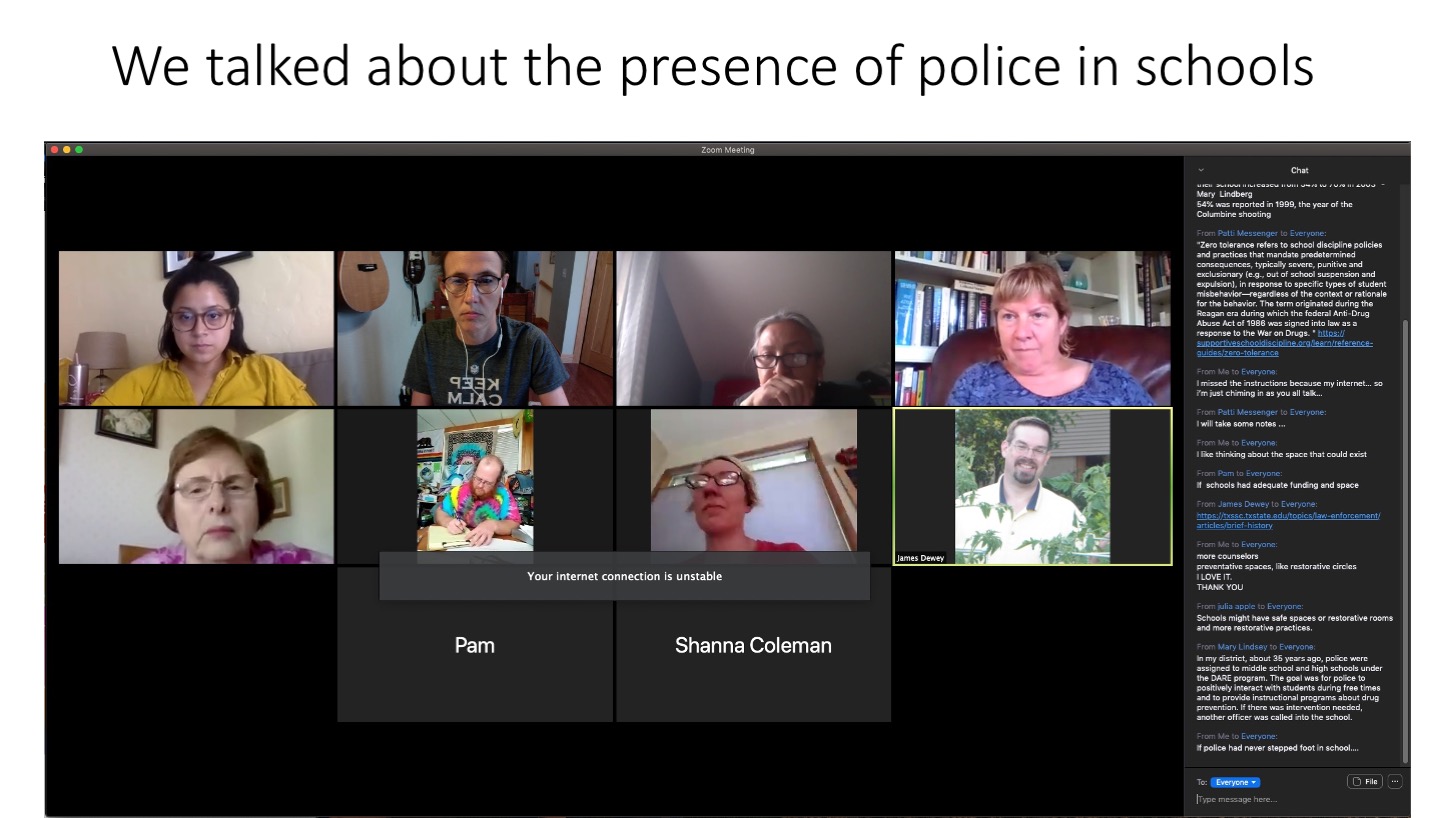 We talked about the presence of police in schools
Zoom Meeting
Chat
their school increased from 54% to 70% in 2003 -
Mary Lindberg
54% was reported in 1999, the year of the
Columbine shooting
From Patti Messenger to Everyone:
"Zero tolerance refers to school discipline policies
and practices that mandate predetermined
consequences, typically severe, punitive and
exclusionary (e.g., out of school suspension and
expulsion), in response to specific types of student
misbehavior—regardless of the context or rationale
for the behavior. The term originated during the
Reagan era during which the federal Anti-Drug
Abuse Act of 1986 was signed into law as a
response to the War on Drugs. " https://
supportiveschooldiscipline.org/learn/reference-
guides/zero-tolerance
From Me to Everyone:
I missed the instructions because my internet... so
i'm just chiming in as you all talk...
From Patti Messenger to Everyone:
I will take some notes ...
From Me to Everyone:
I like thinking about the space that could exist
From Pam to Everyone:
If schools had adequate funding and space
From James Dewey to Everyone:
https://txssc.txstate.edu/topics/law-enforcement/
articles/brief-history
From Me to Everyone:
more counselors
preventative spaces, like restorative circles
I LOVE IT.
THANK YOU
From julia apple to Everyone:
Schools might have safe spaces or restorative rooms
and more restorative practices.
From Mary Lindsey to Everyone:
In my district, about 35 years ago, police were
assigned to middle school and high schools under
the DARE program. The goal was for police to
positively interact with students during free times
and to provide instructional programs about drug
prevention. If there was intervention needed,
another officer was called into the school.
From Me to Everyone:
If police had never stepped foot in school....
To: Everyone
File
Type message here...
KEEP
CALM
James Dewey
Your internet connection is unstable
Pam
Shanna Coleman